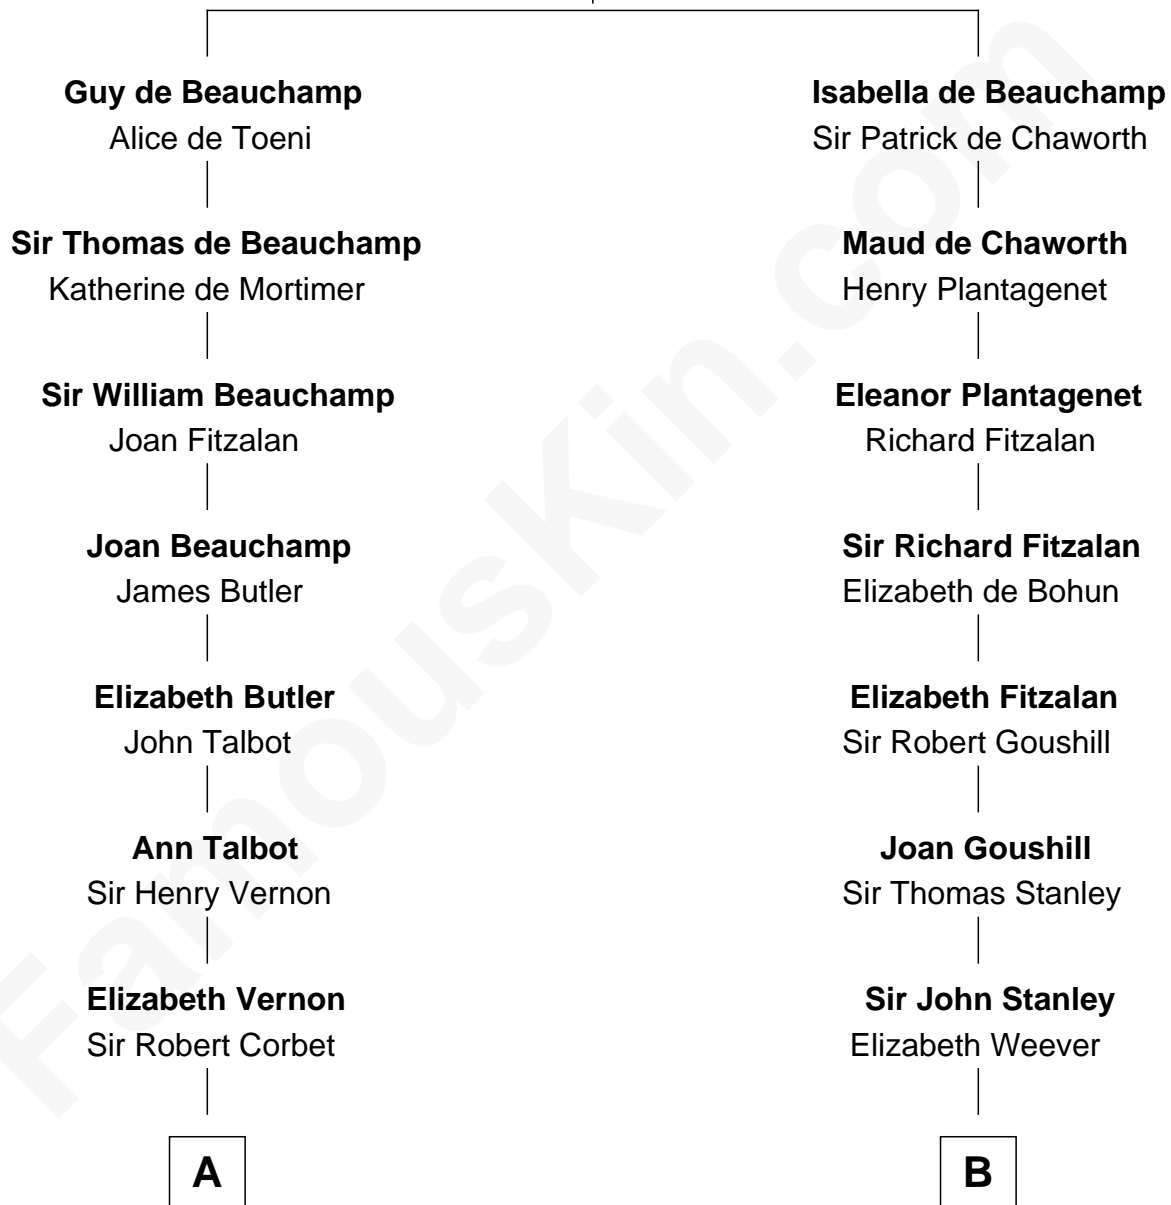 Guy de Beauchamp
Alice de Toeni
Isabella de Beauchamp
Sir Patrick de Chaworth
Sir Thomas de Beauchamp
Katherine de Mortimer
Maud de Chaworth
Henry Plantagenet
Sir William Beauchamp
Joan Fitzalan
Eleanor Plantagenet
Richard Fitzalan
Joan Beauchamp
James Butler
Sir Richard Fitzalan
Elizabeth de Bohun
Elizabeth Butler
John Talbot
Elizabeth Fitzalan
Sir Robert Goushill
Ann Talbot
Sir Henry Vernon
Joan Goushill
Sir Thomas Stanley
Elizabeth Vernon
Sir Robert Corbet
Sir John Stanley
Elizabeth Weever
A
B
FamousKin.com